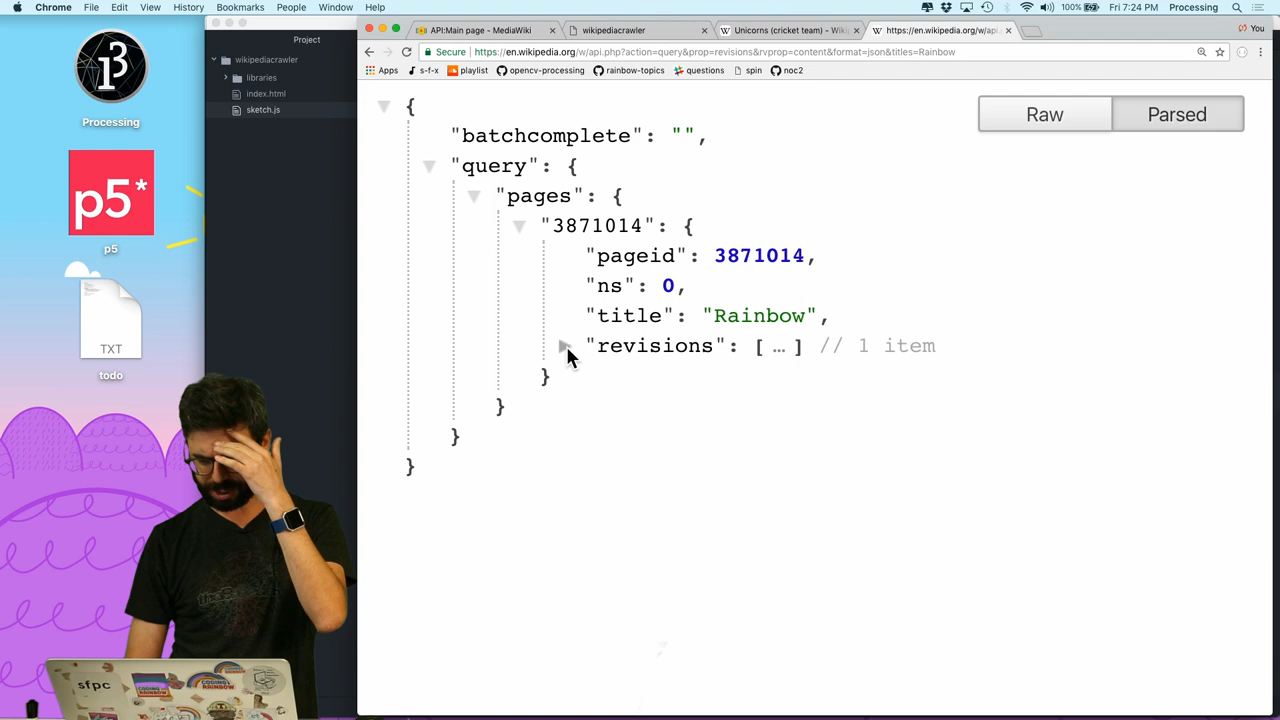 Chrome File Edit View History Bookmarks People Window Help
100% Fri 7:24 PM Processing
Project
wikipediacrawler
libraries
index.html
sketch.js
Processing
p5*
p5
TXT
todo
API:Main page - MediaWiki
wikipediacrawler
Unicorns (cricket team) - Wiki
https://en.wikipedia.org/w/api
You
Secure https://en.wikipedia.org/w/api.php?action=query&prop=revisions&rvprop=content&format=json&titles=Rainbow
Apps s-f-x playlist opencv-processing rainbow-topics questions spin noc2
Raw Parsed
{
"batchcomplete": "",
"query": {
"pages": {
"3871014": {
"pageid": 3871014,
"ns": 0,
"title": "Rainbow",
"revisions": [ … ] // 1 item
}
}
}
}
sfpc